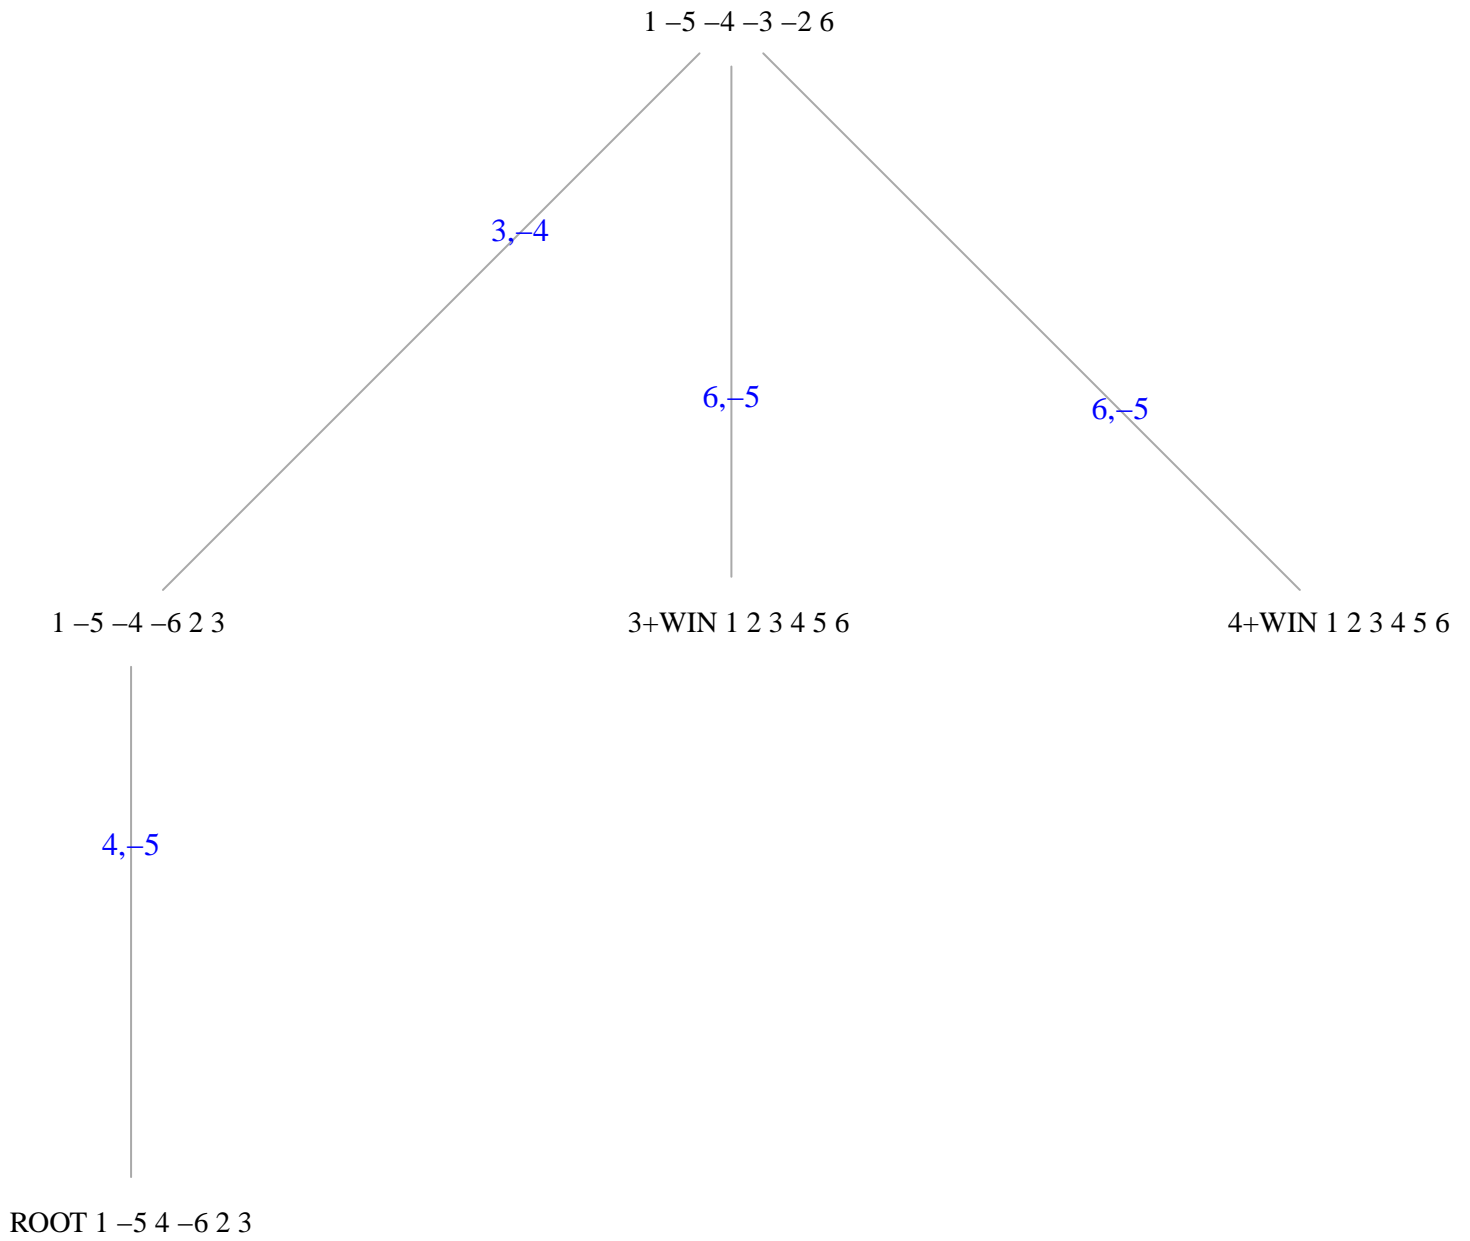 1 –5 –4 –3 –2 6
3,–4
6,–5
6,–5
1 –5 –4 –6 2 3
3+WIN 1 2 3 4 5 6
4+WIN 1 2 3 4 5 6
4,–5
ROOT 1 –5 4 –6 2 3